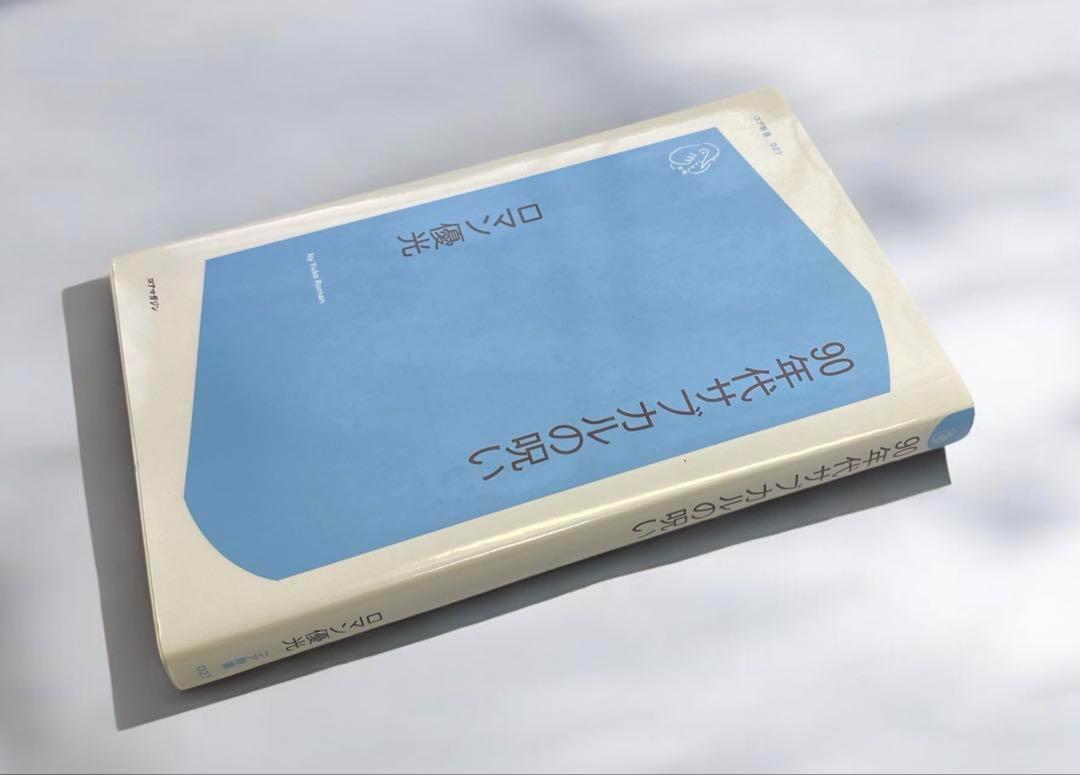 コア新書 027
90年代サブカルの呪い
ロマン優光
by Yuko Roman
コアマガジン
90年代サブカルの呪い
ロマン優光
コア新書
027